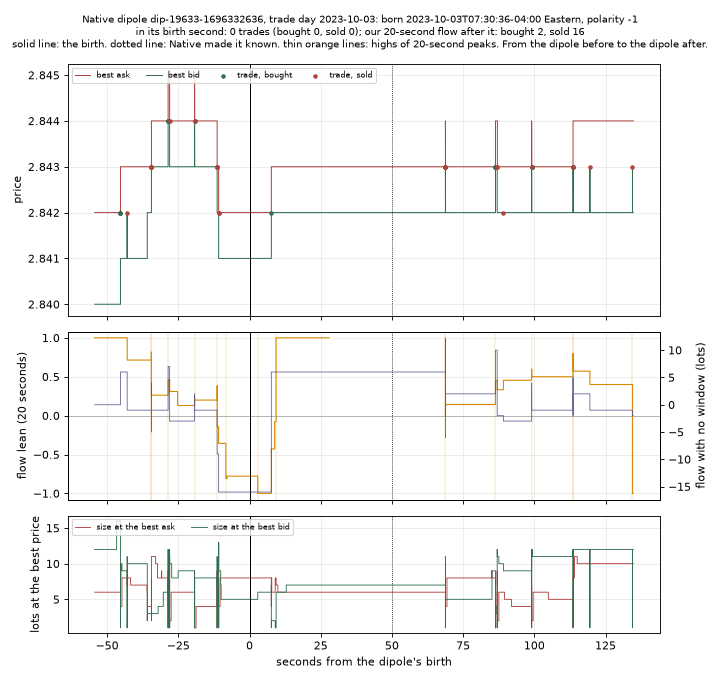 Native dipole dip-19633-1696332636, trade day 2023-10-03: born 2023-10-03T07:30:36-04:00 Eastern, polarity -1
in its birth second: 0 trades (bought 0, sold 0); our 20-second flow after it: bought 2, sold 16
solid line: the birth. dotted line: Native made it known. thin orange lines: highs of 20-second peaks. From the dipole before to the dipole after.
best ask
best bid
trade, bought
trade, sold
2.845
2.844
2.843
2.842
2.841
2.840
price
1.0
0.5
0.0
−0.5
−1.0
flow lean (20 seconds)
10
5
0
−5
−10
−15
flow with no window (lots)
size at the best ask
size at the best bid
15
10
5
lots at the best price
−50
−25
0
25
50
75
100
125
seconds from the dipole's birth